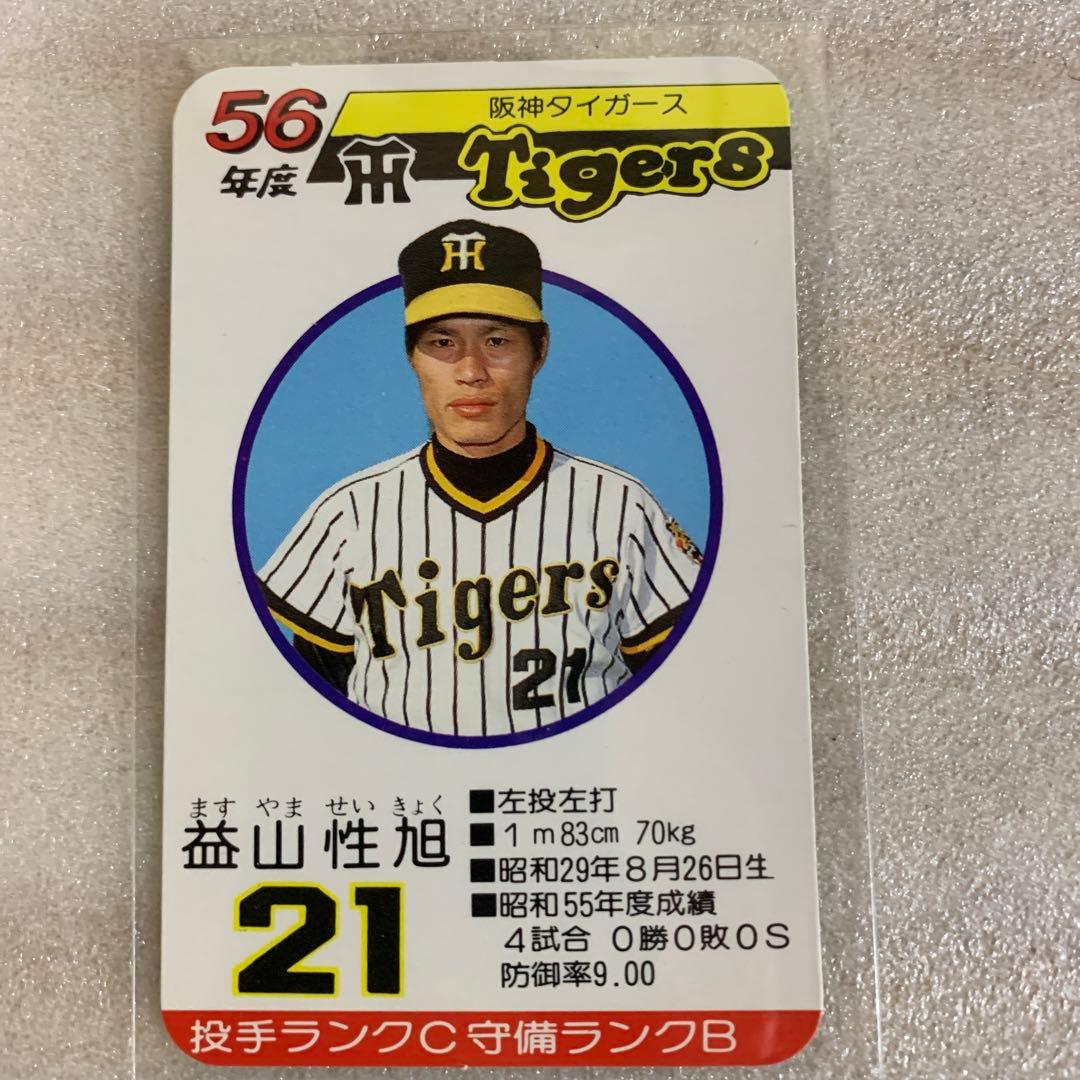 56
年度
阪神タイガース
TH Tigers
TH
Tigers
21
ます やま せい きょく
益山性旭
21
■左投左打
■1m83cm 70kg
■昭和29年8月26日生
■昭和55年度成績
4試合 0勝0敗0S
防御率9.00
投手ランクC 守備ランクB